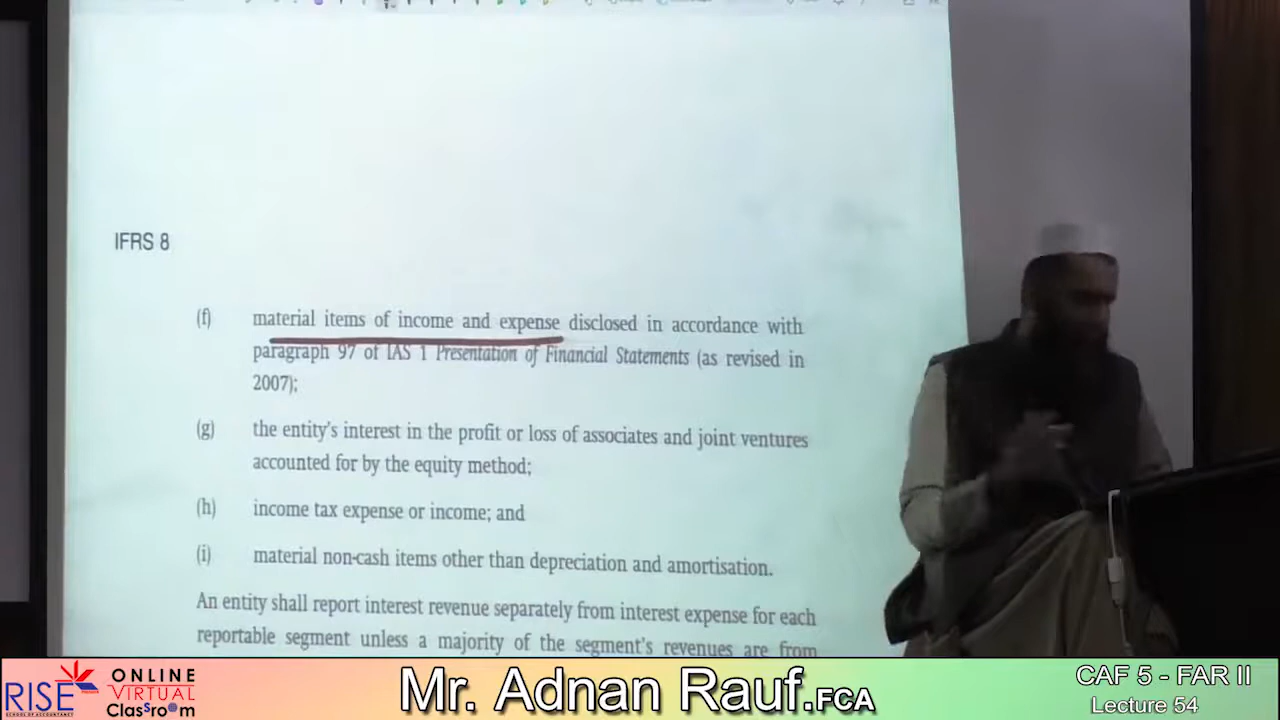 IFRS 8
(f) material items of income and expense disclosed in accordance with
paragraph 97 of IAS 1 Presentation of Financial Statements (as revised in
2007);
(g) the entity's interest in the profit or loss of associates and joint ventures
accounted for by the equity method;
(h) income tax expense or income; and
(i) material non-cash items other than depreciation and amortisation.
An entity shall report interest revenue separately from interest expense for each
reportable segment unless a majority of the segment's revenues are from
RISE
SCHOOL OF ACCOUNTANCY
ONLINE
VIRTUAL
ClasSro@m
Mr. Adnan Rauf.FCA
CAF 5 - FAR II
Lecture 54